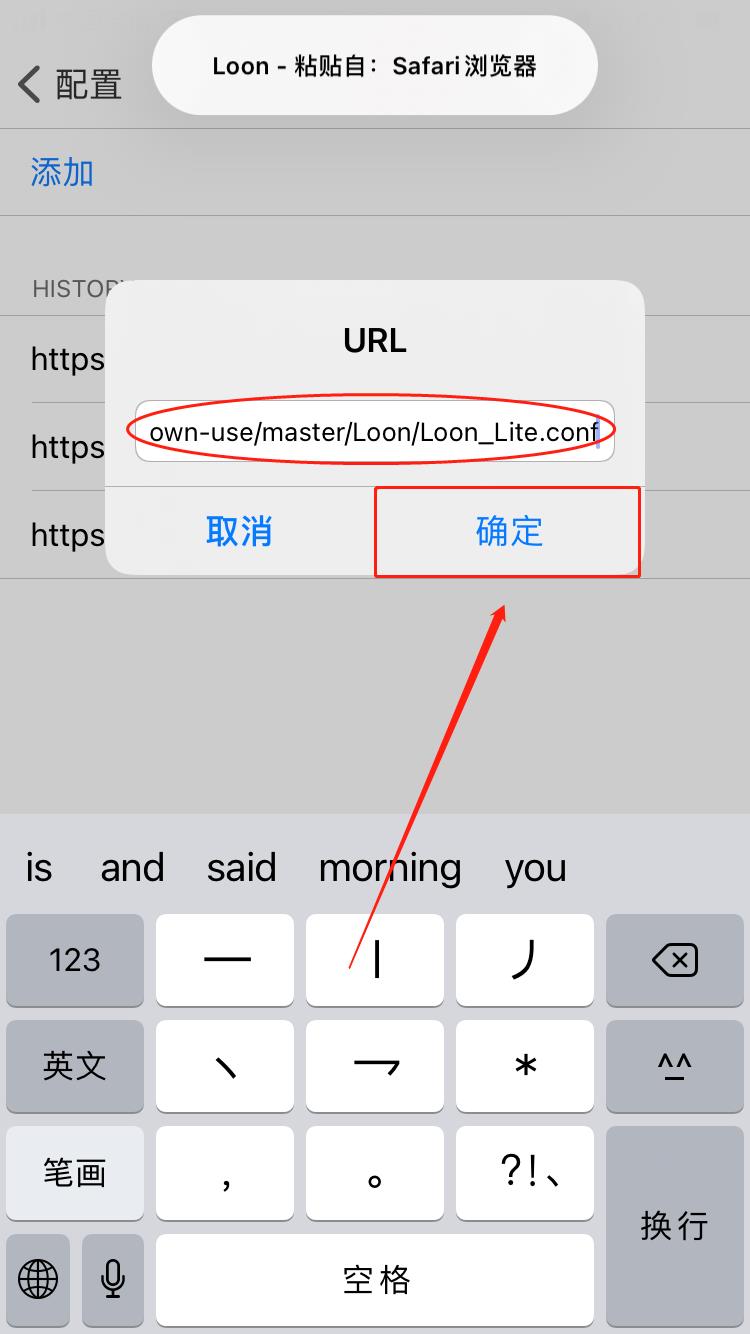 Loon - 粘贴自：Safari浏览器
配置
添加
HISTOR
URL
https
own-use/master/Loon/Loon_Lite.conf
https
取消 确定
https
is and said morning you
123 一 丨 丿
英文 丶 乛 * ^_^
笔画 ， 。 ?!、 换行
空格